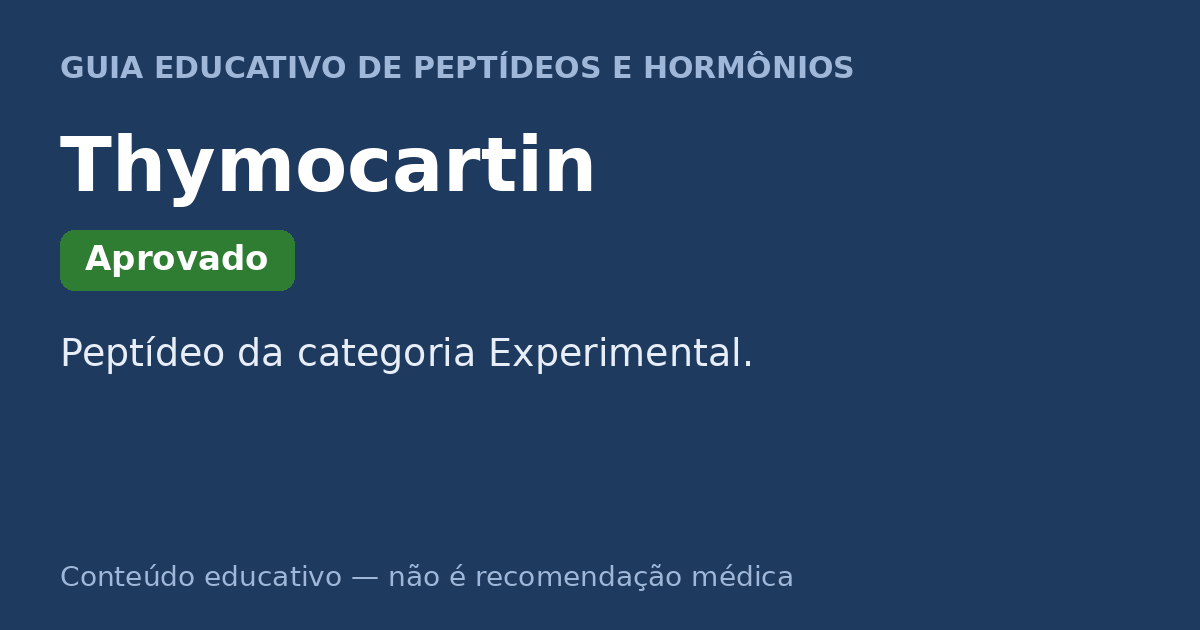 GUIA EDUCATIVO DE PEPTÍDEOS E HORMÔNIOS
Thymocartin
Aprovado
Peptídeo da categoria Experimental.
Conteúdo educativo — não é recomendação médica